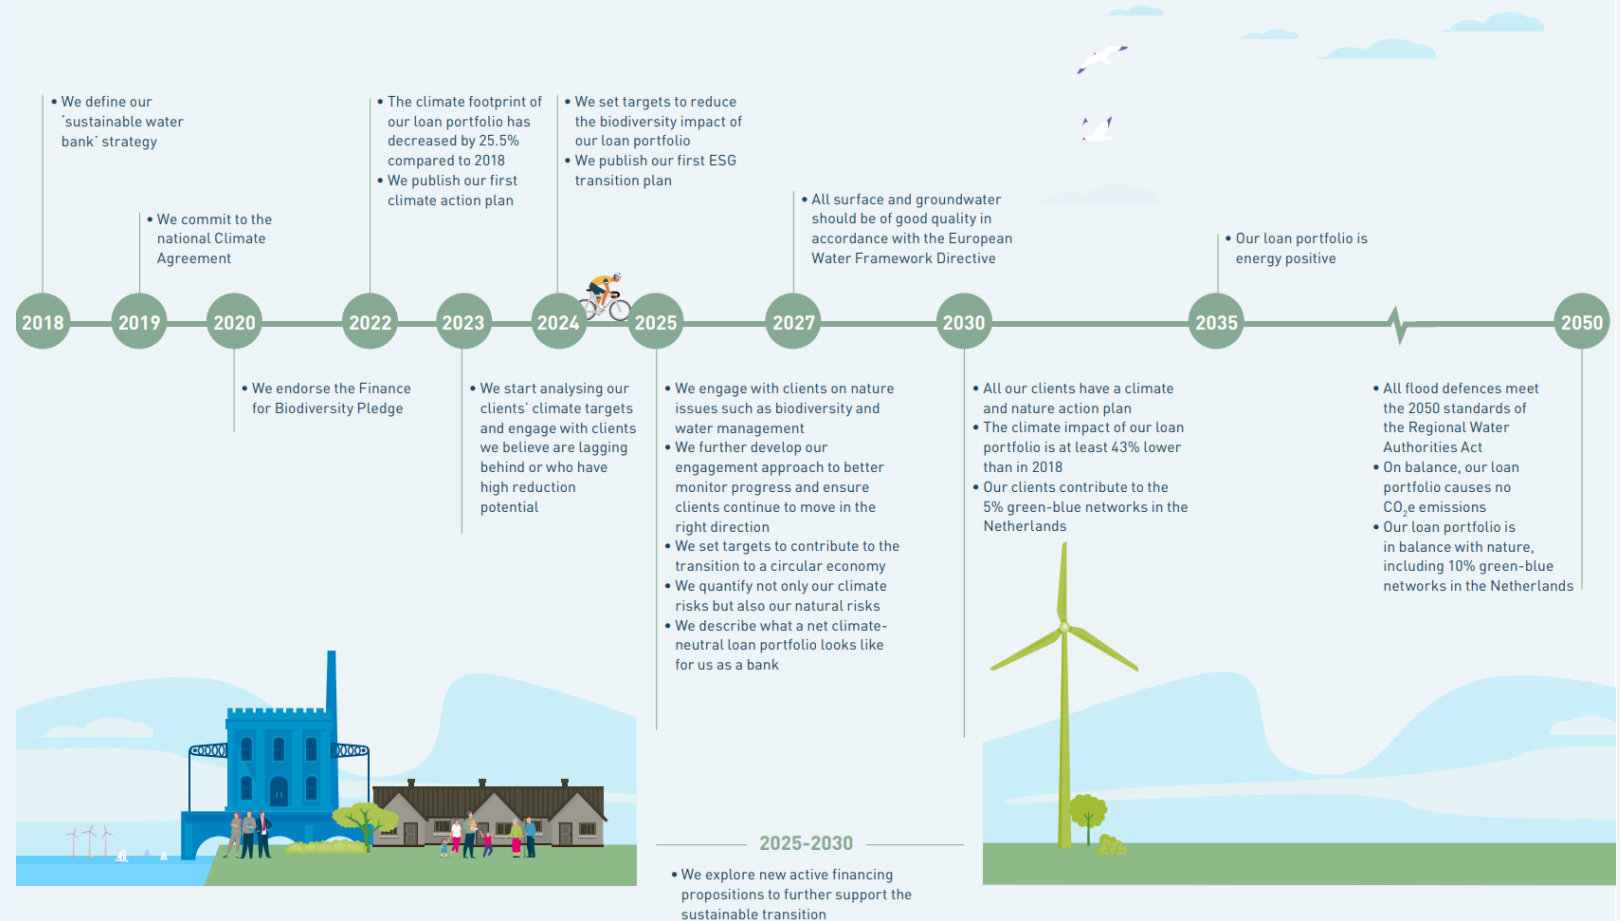 • We define our
‘sustainable water
bank’ strategy
• We commit to the
national Climate
Agreement
• The climate footprint of
our loan portfolio has
decreased by 25.5%
compared to 2018
• We publish our first
climate action plan
• We set targets to reduce
the biodiversity impact of
our loan portfolio
• We publish our first ESG
transition plan
• All surface and groundwater
should be of good quality in
accordance with the European
Water Framework Directive
• Our loan portfolio is
energy positive
2018
2019
2020
2022
2023
2024
2025
2027
2030
2035
2050
• We endorse the Finance
for Biodiversity Pledge
• We start analysing our
clients’ climate targets
and engage with clients
we believe are lagging
behind or who have
high reduction
potential
• We engage with clients on nature
issues such as biodiversity and
water management
• We further develop our
engagement approach to better
monitor progress and ensure
clients continue to move in the
right direction
• We set targets to contribute to the
transition to a circular economy
• We quantify not only our climate
risks but also our natural risks
• We describe what a net climate-
neutral loan portfolio looks like
for us as a bank
• All our clients have a climate
and nature action plan
• The climate impact of our loan
portfolio is at least 43% lower
than in 2018
• Our clients contribute to the
5% green-blue networks in the
Netherlands
• All flood defences meet
the 2050 standards of
the Regional Water
Authorities Act
• On balance, our loan
portfolio causes no
CO₂e emissions
• Our loan portfolio is
in balance with nature,
including 10% green-blue
networks in the Netherlands
2025-2030
• We explore new active financing
propositions to further support the
sustainable transition